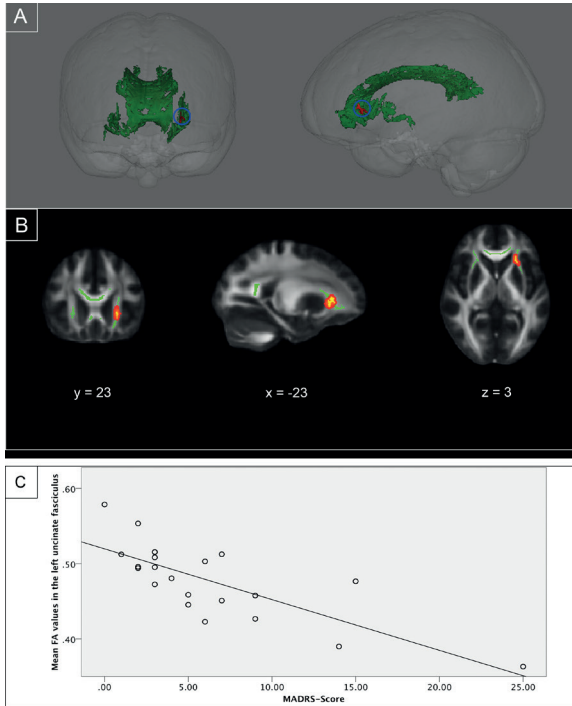 A
B
y = 23
x = -23
z = 3
C
Mean FA values in the left uncinate fasciculus
.60
.50
.40
.00
5.00
10.00
15.00
20.00
25.00
MADRS-Score